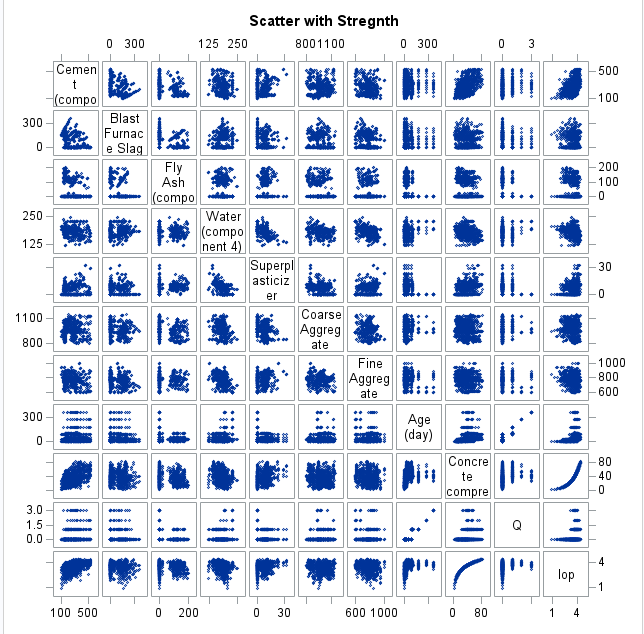 Scatter with Stregnth
0 300 125 250 8001100 0 300 0 3
Cemen
t
(compo
500
100
Blast
Furnac
e Slag
300
0
Fly
Ash
(compo
200
100
0
Water
(compo
nent 4)
250
125
Superpl
asticiz
er
30
0
Coarse
Aggreg
ate
1100
800
Fine
Aggreg
ate
1000
800
600
Age
(day)
300
0
Concre
te
compre
80
40
0
Q
3.0
1.5
0.0
lop
4
1
100 500 0 200 0 30 600 1000 0 80 1 4